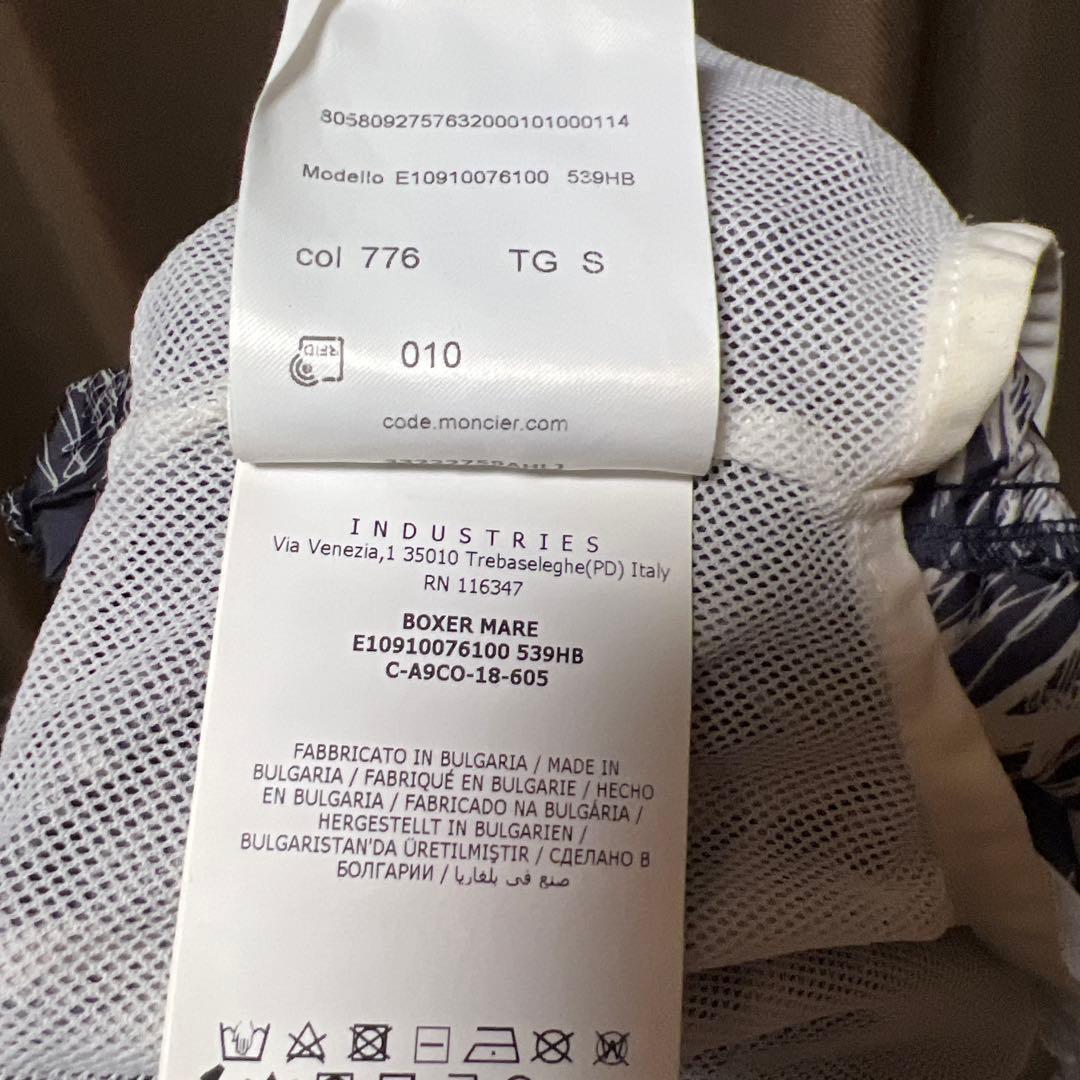 8058092757632000101000114
Modello E10910076100 539HB
col 776 TG S
RFID
010
code.moncler.com
INDUSTRIES
Via Venezia,1 35010 Trebaseleghe(PD) Italy
RN 116347
BOXER MARE
E10910076100 539HB
C-A9CO-18-605
FABBRICATO IN BULGARIA / MADE IN
BULGARIA / FABRIQUÉ EN BULGARIE / HECHO
EN BULGARIA / FABRICADO NA BULGÁRIA /
HERGESTELLT IN BULGARIEN /
BULGARISTAN'DA ÜRETILMIŞTIR / СДЕЛАНО В
БОЛГАРИИ / صنع في بلغاريا